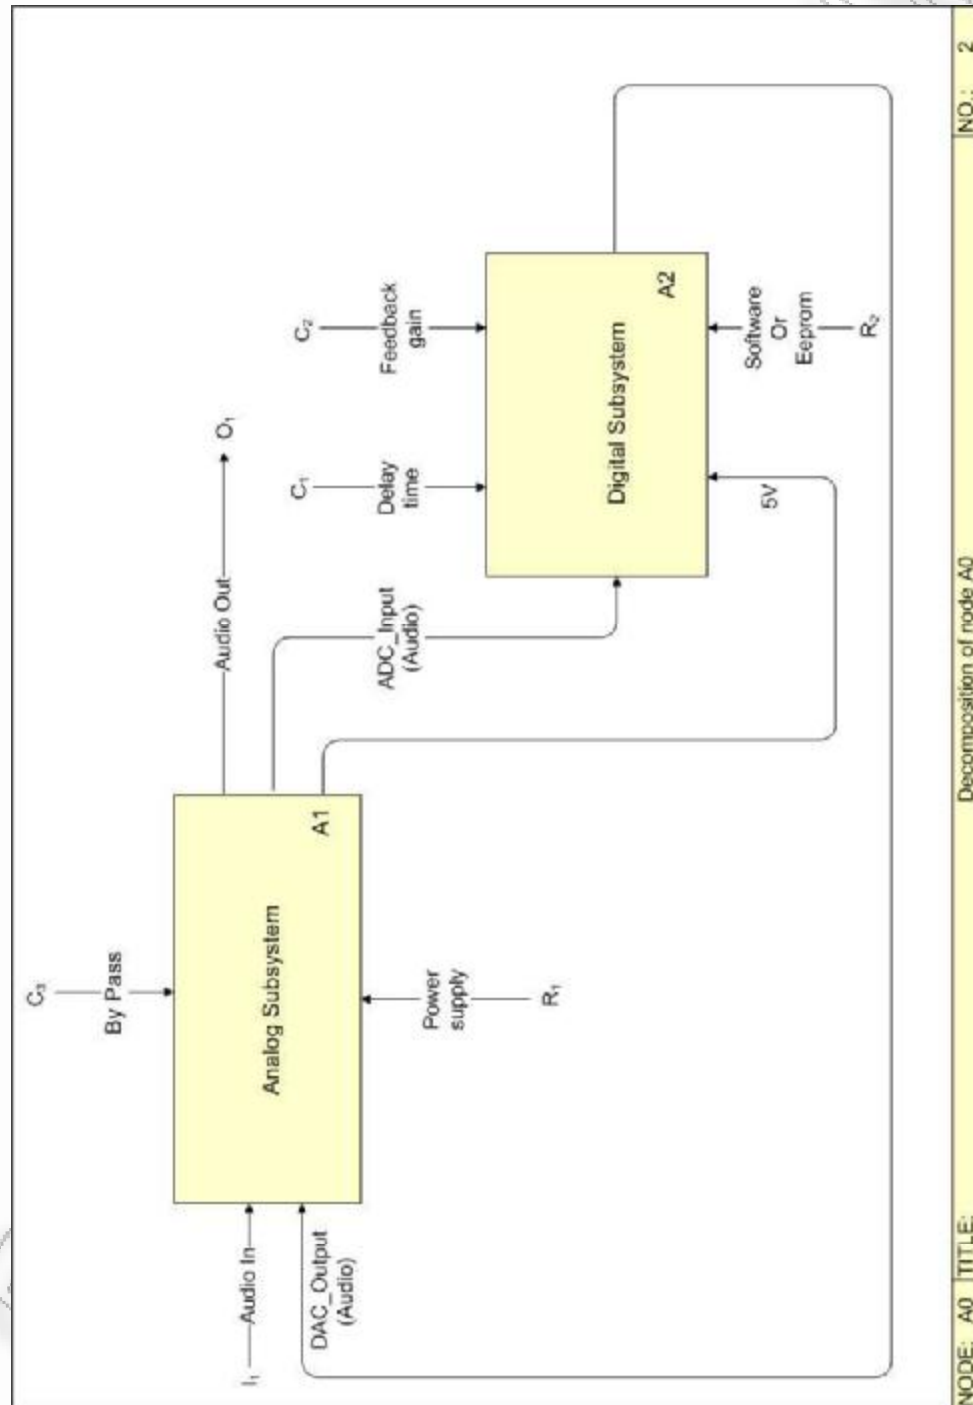 C₃
By Pass
I₁
Audio In
DAC_Output
(Audio)
Analog Subsystem
A1
Power
supply
R₁
Audio Out
O₁
ADC_Input
(Audio)
C₁
Delay
time
C₂
Feedback
gain
Digital Subsystem
A2
5V
Software
Or
Eeprom
R₂
NODE: A0
TITLE:
Decomposition of node A0
NO.: 2